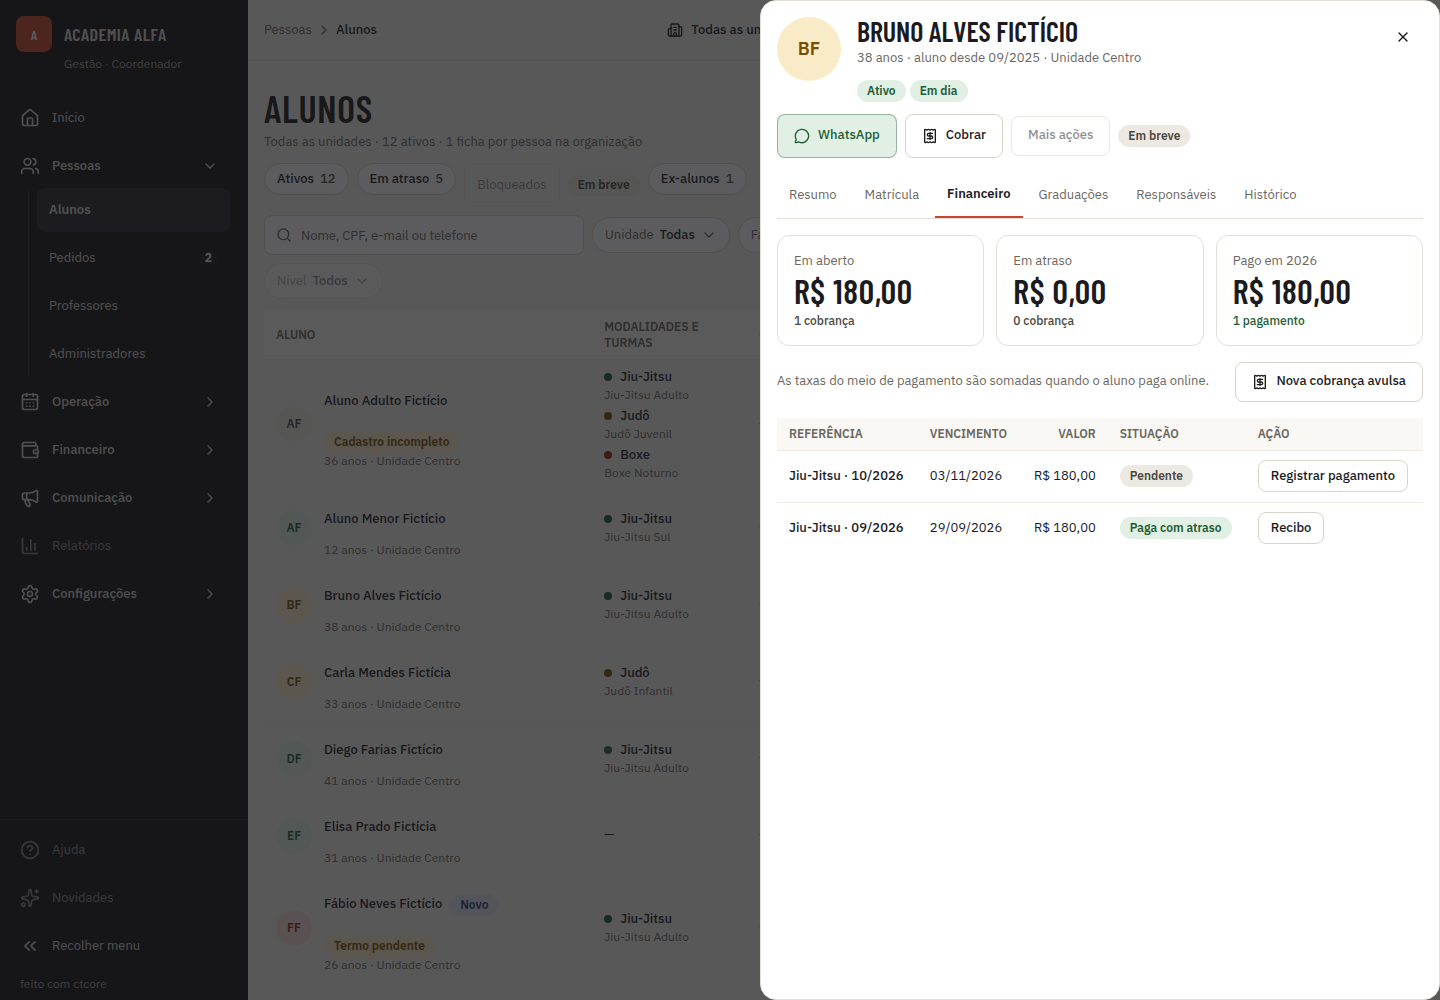 A ACADEMIA ALFA
Gestão · Coordenador
Início
Pessoas
Alunos
Pedidos 2
Professores
Administradores
Operação
Financeiro
Comunicação
Relatórios
Configurações
Ajuda
Novidades
Recolher menu
feito com ctcore
Pessoas > Alunos
Todas as un
ALUNOS
Todas as unidades · 12 ativos · 1 ficha por pessoa na organização
Ativos 12 Em atraso 5 Bloqueados Em breve Ex-alunos 1
Nome, CPF, e-mail ou telefone Unidade Todas Fa
Nível Todos
ALUNO MODALIDADES E
TURMAS
AF Aluno Adulto Fictício
Cadastro incompleto
36 anos · Unidade Centro
Jiu-Jitsu
Jiu-Jitsu Adulto
Judô
Judô Juvenil
Boxe
Boxe Noturno
AF Aluno Menor Fictício
12 anos · Unidade Centro
Jiu-Jitsu
Jiu-Jitsu Sul
BF Bruno Alves Fictício
38 anos · Unidade Centro
Jiu-Jitsu
Jiu-Jitsu Adulto
CF Carla Mendes Fictícia
33 anos · Unidade Centro
Judô
Judô Infantil
DF Diego Farias Fictício
41 anos · Unidade Centro
Jiu-Jitsu
Jiu-Jitsu Adulto
EF Elisa Prado Fictícia
31 anos · Unidade Centro
—
FF Fábio Neves Fictício Novo
Termo pendente
26 anos · Unidade Centro
Jiu-Jitsu
Jiu-Jitsu Adulto
BF BRUNO ALVES FICTÍCIO
38 anos · aluno desde 09/2025 · Unidade Centro
Ativo Em dia
WhatsApp Cobrar Mais ações Em breve
Resumo Matrícula Financeiro Graduações Responsáveis Histórico
Em aberto
R$ 180,00
1 cobrança
Em atraso
R$ 0,00
0 cobrança
Pago em 2026
R$ 180,00
1 pagamento
As taxas do meio de pagamento são somadas quando o aluno paga online.
Nova cobrança avulsa
REFERÊNCIA VENCIMENTO VALOR SITUAÇÃO AÇÃO
Jiu-Jitsu · 10/2026 03/11/2026 R$ 180,00 Pendente Registrar pagamento
Jiu-Jitsu · 09/2026 29/09/2026 R$ 180,00 Paga com atraso Recibo